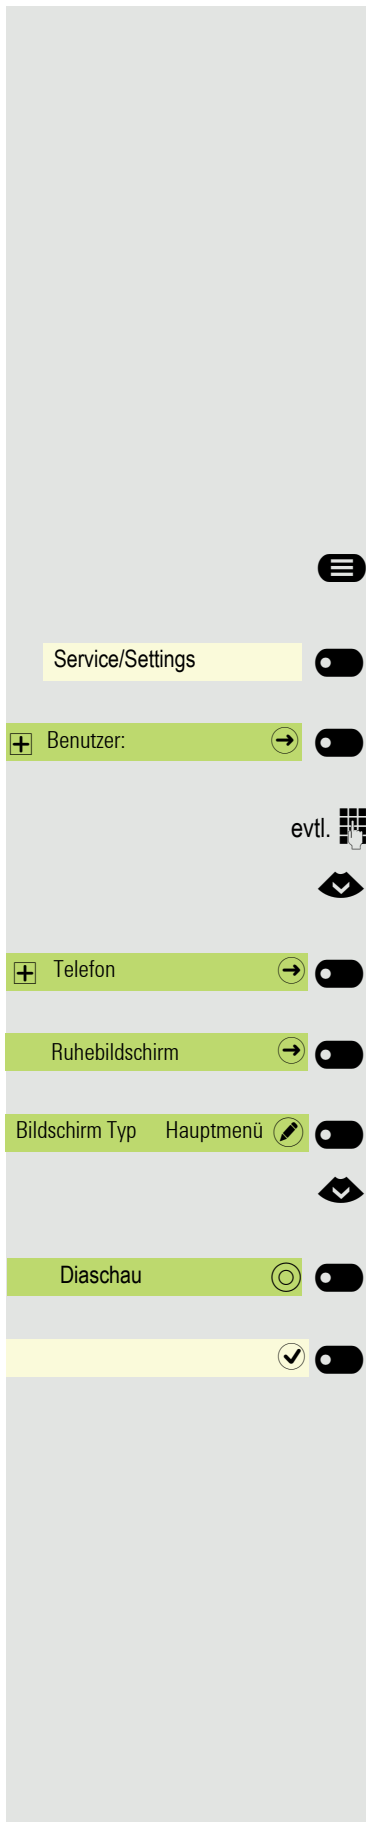 Service/Settings
Benutzer:
evtl.
Telefon
Ruhebildschirm
Bildschirm Typ Hauptmenü
Diaschau